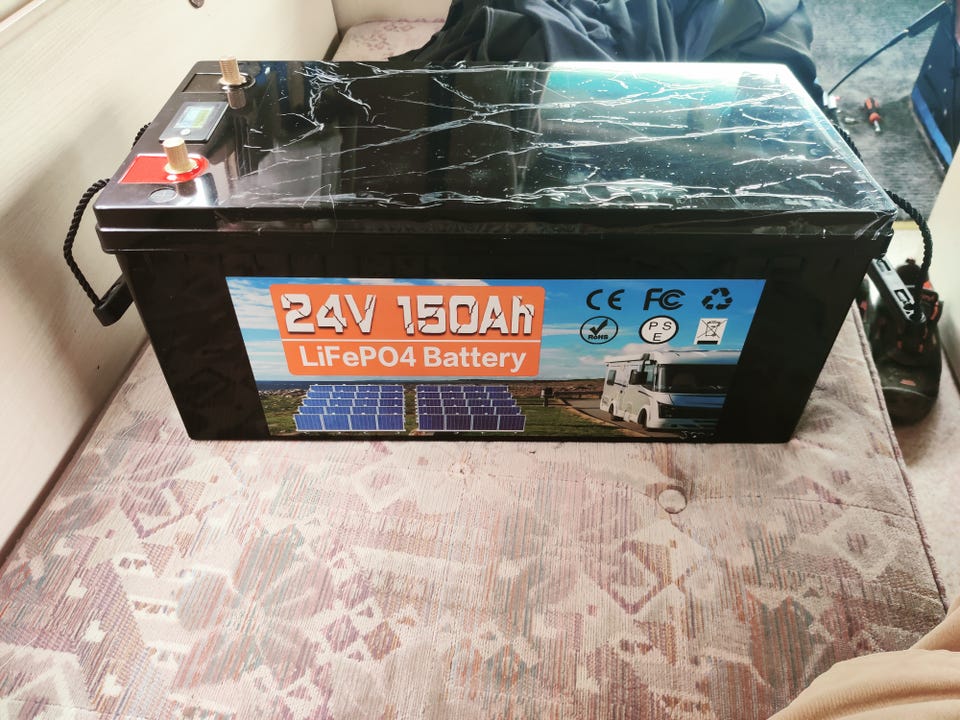 24V 150Ah
LiFePO4 Battery
CE FC
RoHS PS
E